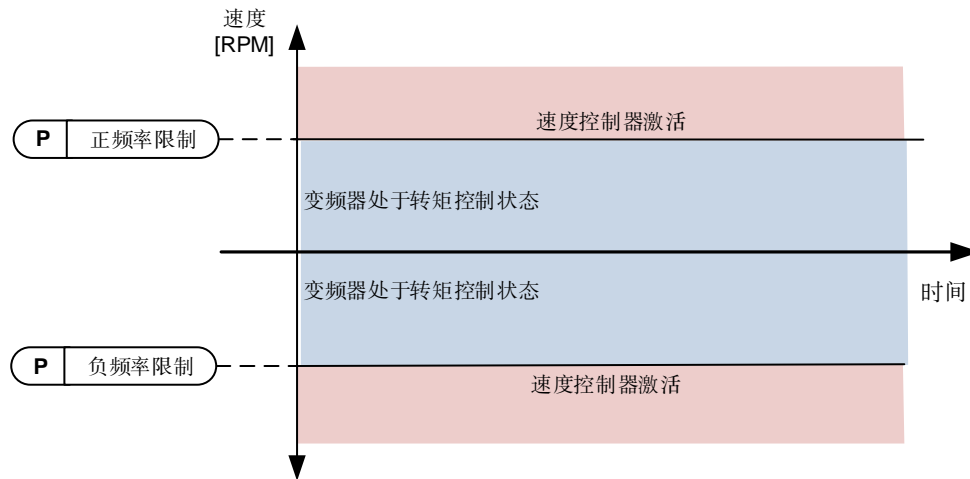 速度
[RPM]
速度控制器激活
P 正频率限制
变频器处于转矩控制状态
变频器处于转矩控制状态
时间
P 负频率限制
速度控制器激活